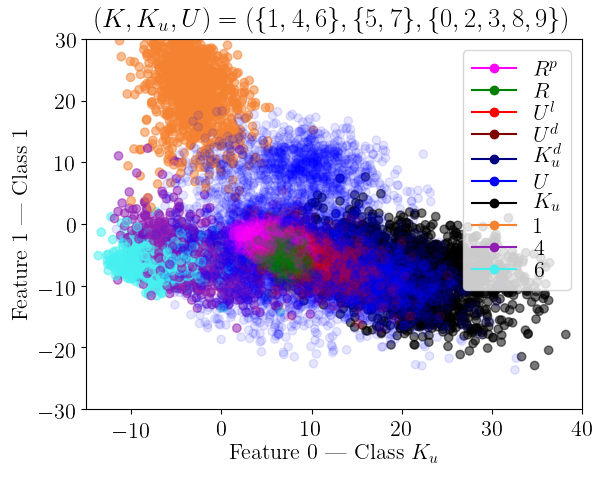 (K, K_u, U) = ({1, 4, 6}, {5, 7}, {0, 2, 3, 8, 9})
30
20
10
0
−10
−20
−30
Feature 1 — Class 1
R^p
R
U^l
U^d
K_u^d
U
K_u
1
4
6
−10
0
10
20
30
40
Feature 0 — Class K_u